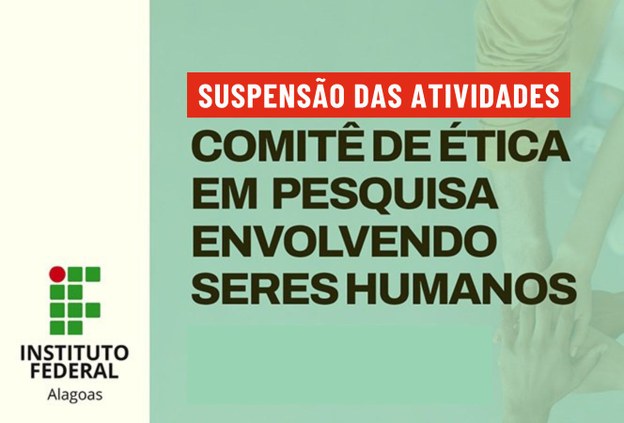 SUSPENSÃO DAS ATIVIDADES
COMITÊ DE ÉTICA
EM PESQUISA
ENVOLVENDO
SERES HUMANOS
INSTITUTO
FEDERAL
Alagoas